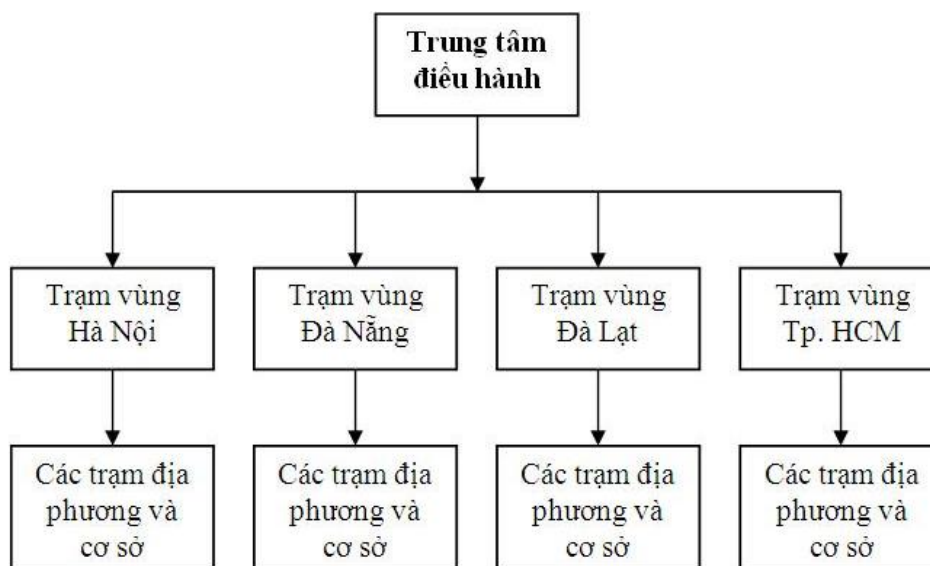 Trung tâm
điều hành
Trạm vùng
Hà Nội
Trạm vùng
Đà Nẵng
Trạm vùng
Đà Lạt
Trạm vùng
Tp. HCM
Các trạm địa
phương và
cơ sở
Các trạm địa
phương và
cơ sở
Các trạm địa
phương và
cơ sở
Các trạm địa
phương và
cơ sở